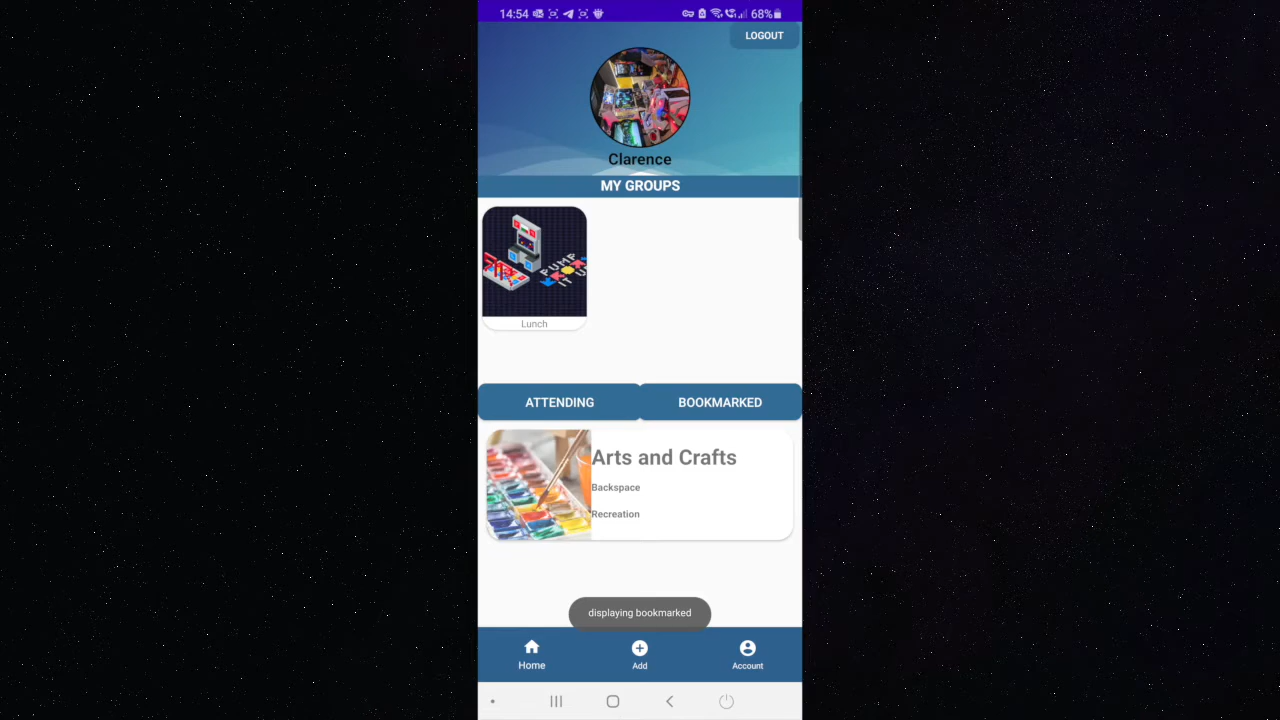 14:54 68%
LOGOUT
Clarence
MY GROUPS
PUMP
IT U
Lunch
ATTENDING BOOKMARKED
Arts and Crafts
Backspace
Recreation
displaying bookmarked
Home Add Account